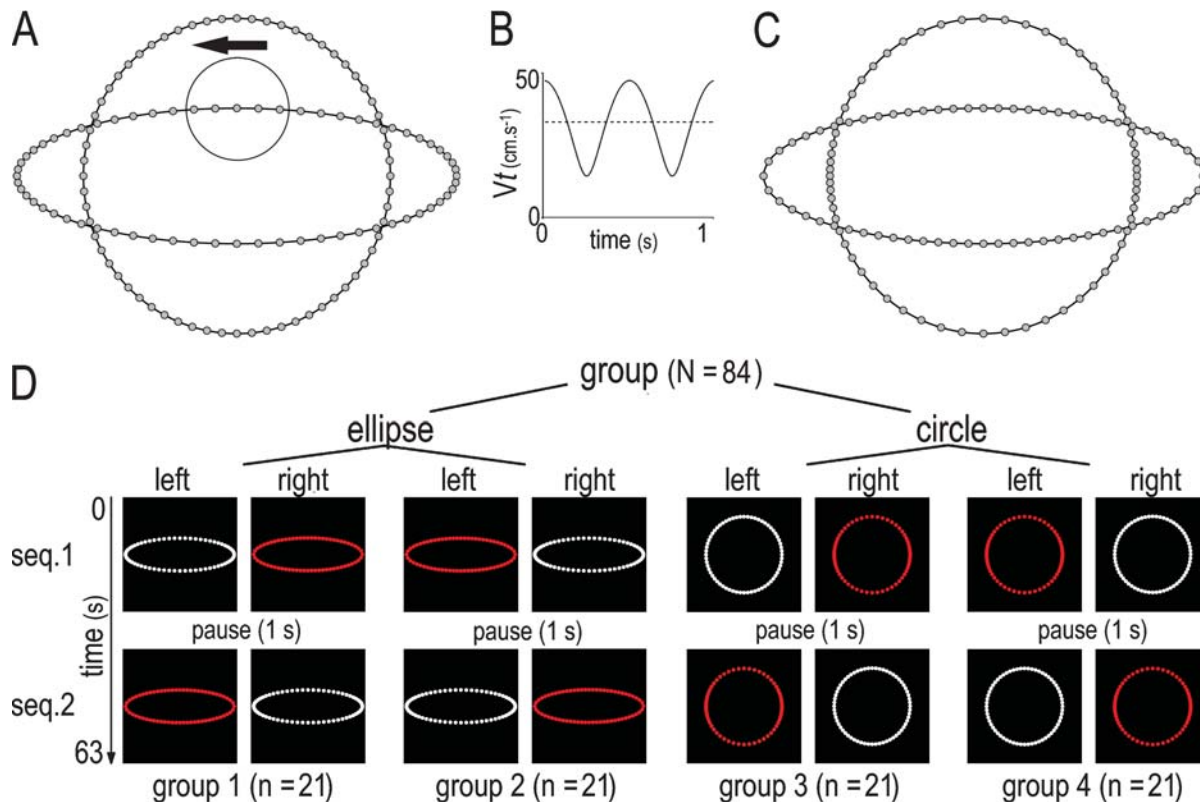 A
B
C
50
0
Vt (cm.s-1)
0
1
time (s)
D
group (N = 84)
ellipse
circle
left
right
left
right
left
right
left
right
0
seq.1
time (s)
pause (1 s)
pause (1 s)
pause (1 s)
pause (1 s)
seq.2
63
group 1 (n = 21)
group 2 (n = 21)
group 3 (n = 21)
group 4 (n = 21)